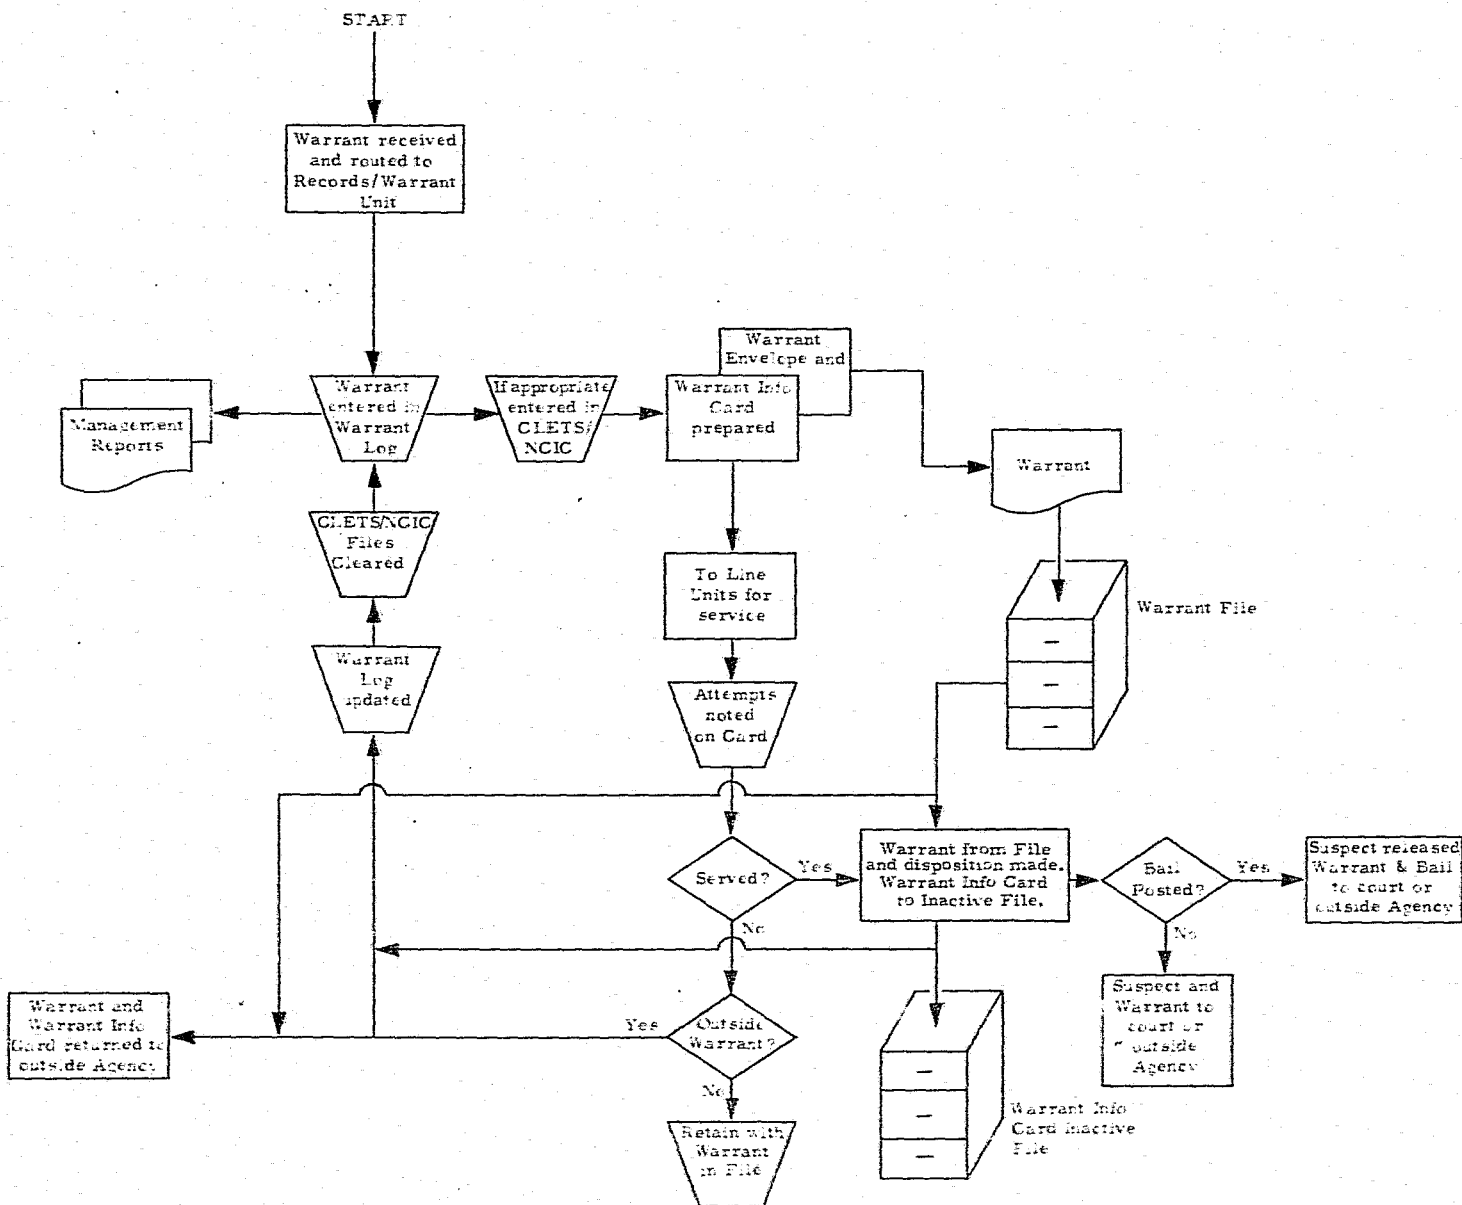 START
Warrant received
and routed to
Records/Warrant
Unit
Management
Reports
Warrant
entered in
Warrant
Log
If appropriate
entered in
CLETS/
NCIC
Warrant
Envelope and
Warrant Info
Card
prepared
Warrant
Warrant File
CLETS/NCIC
Files
Cleared
To Line
Units for
service
Warrant
Log
updated
Attempts
noted
on Card
Served?
Yes
Warrant from File
and disposition made.
Warrant Info Card
to Inactive File.
Bail
Posted?
Yes
Suspect released
Warrant & Bail
to court or
outside Agency
No
No
Suspect and
Warrant to
court or
outside
Agency
Warrant and
Warrant Info
Card returned to
outside Agency
Yes
Outside
Warrant?
No
Retain with
Warrant
in File
Warrant Info
Card Inactive
File